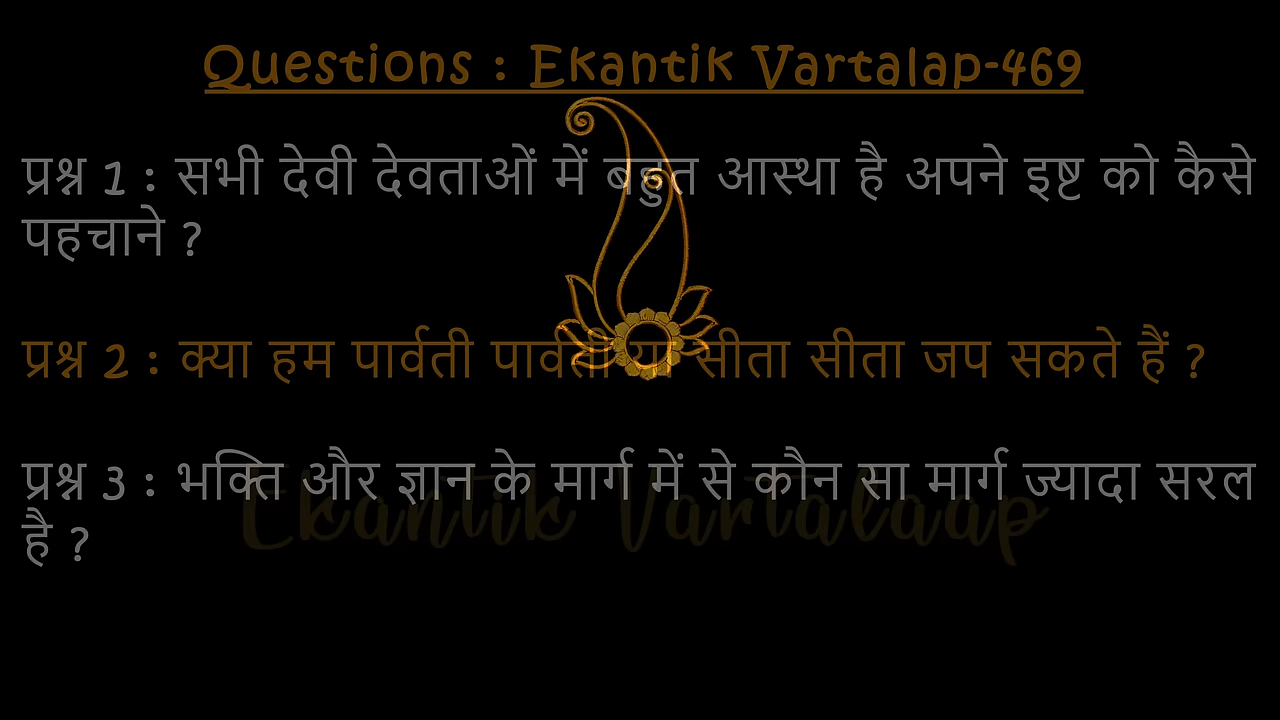 Questions : Ekantik Vartalap-469
प्रश्न 1 : सभी देवी देवताओं में बहुत आस्था है अपने इष्ट को कैसे
पहचाने ?
प्रश्न 2 : क्या हम पार्वती पार्वती या सीता सीता जप सकते हैं ?
प्रश्न 3 : भक्ति और ज्ञान के मार्ग में से कौन सा मार्ग ज्यादा सरल
है ?
Ekantik Vartalaap